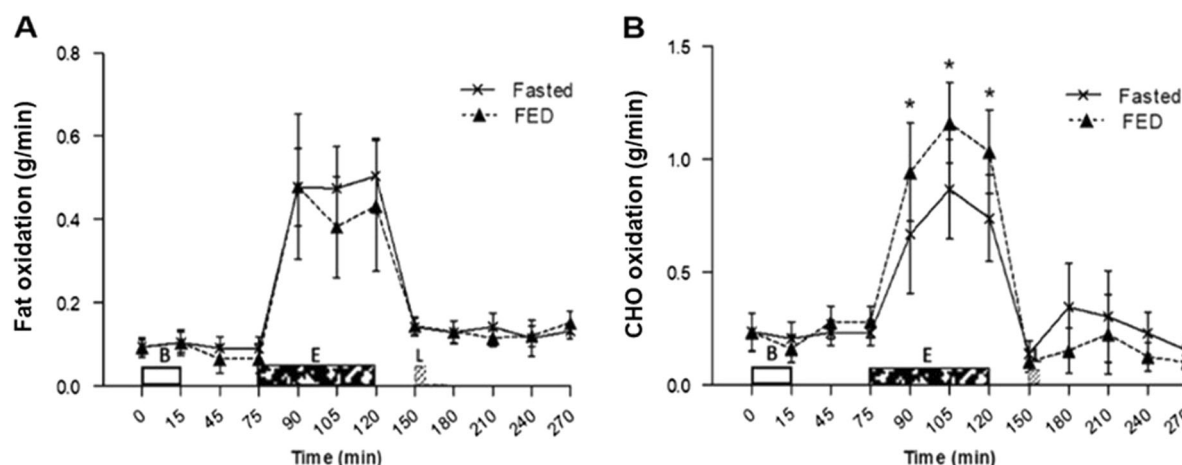 A
Fat oxidation (g/min)
0.8
0.6
0.4
0.2
0.0
Fasted
FED
B
E
L
0 15 45 75 90 105 120 150 180 210 240 270
Time (min)
B
CHO oxidation (g/min)
1.5
1.0
0.5
0.0
* * *
Fasted
FED
B
E
0 15 45 75 90 105 120 150 180 210 240 270
Time (min)